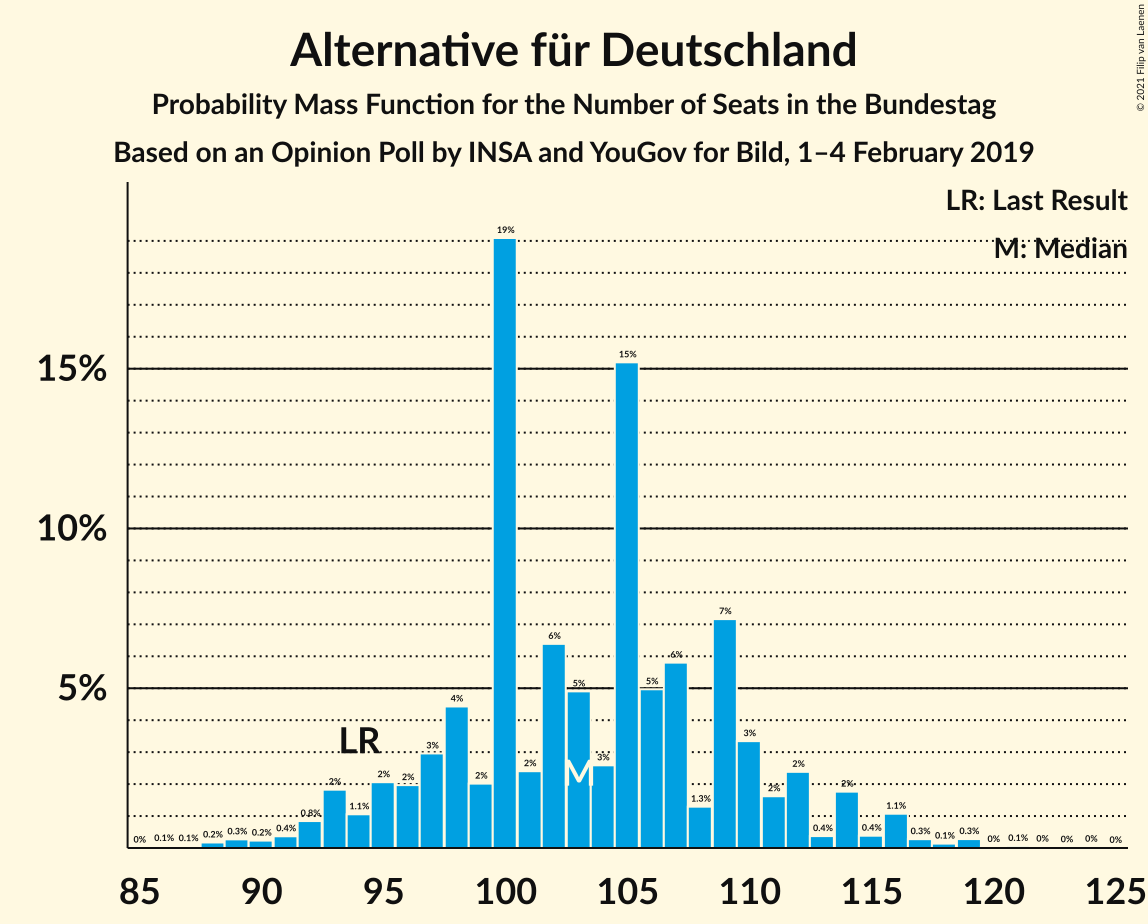 Alternative für Deutschland
Probability Mass Function for the Number of Seats in the Bundestag
Based on an Opinion Poll by INSA and YouGov for Bild, 1–4 February 2019
© 2021 Filip van Laenen
LR: Last Result
M: Median
15%
10%
5%
0% 0.1% 0.1% 0.2% 0.3% 0.2% 0.4% 0.8% 2% 1.1% 2% 2% 3% 4% 2% 19% 2% 6% 5% 3% 15% 5% 6% 1.3% 7% 3% 2% 2% 0.4% 2% 0.4% 1.1% 0.3% 0.1% 0.3% 0% 0.1% 0% 0% 0% 0%
LR
M
85 90 95 100 105 110 115 120 125